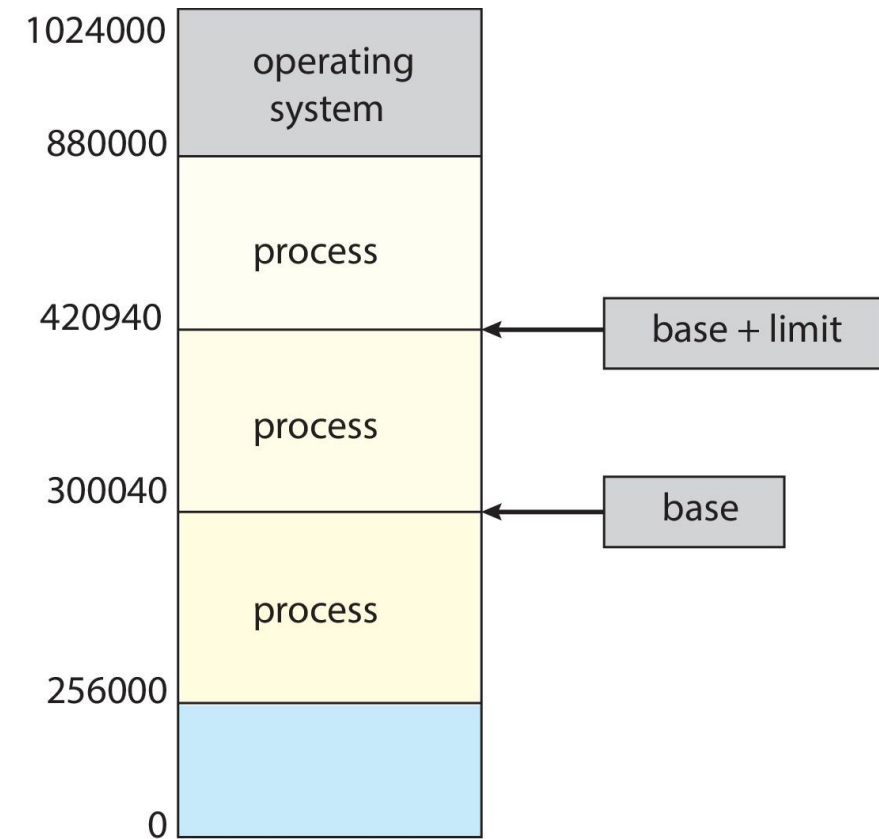 1024000
operating
system
880000
process
420940
base + limit
process
300040
base
process
256000
0